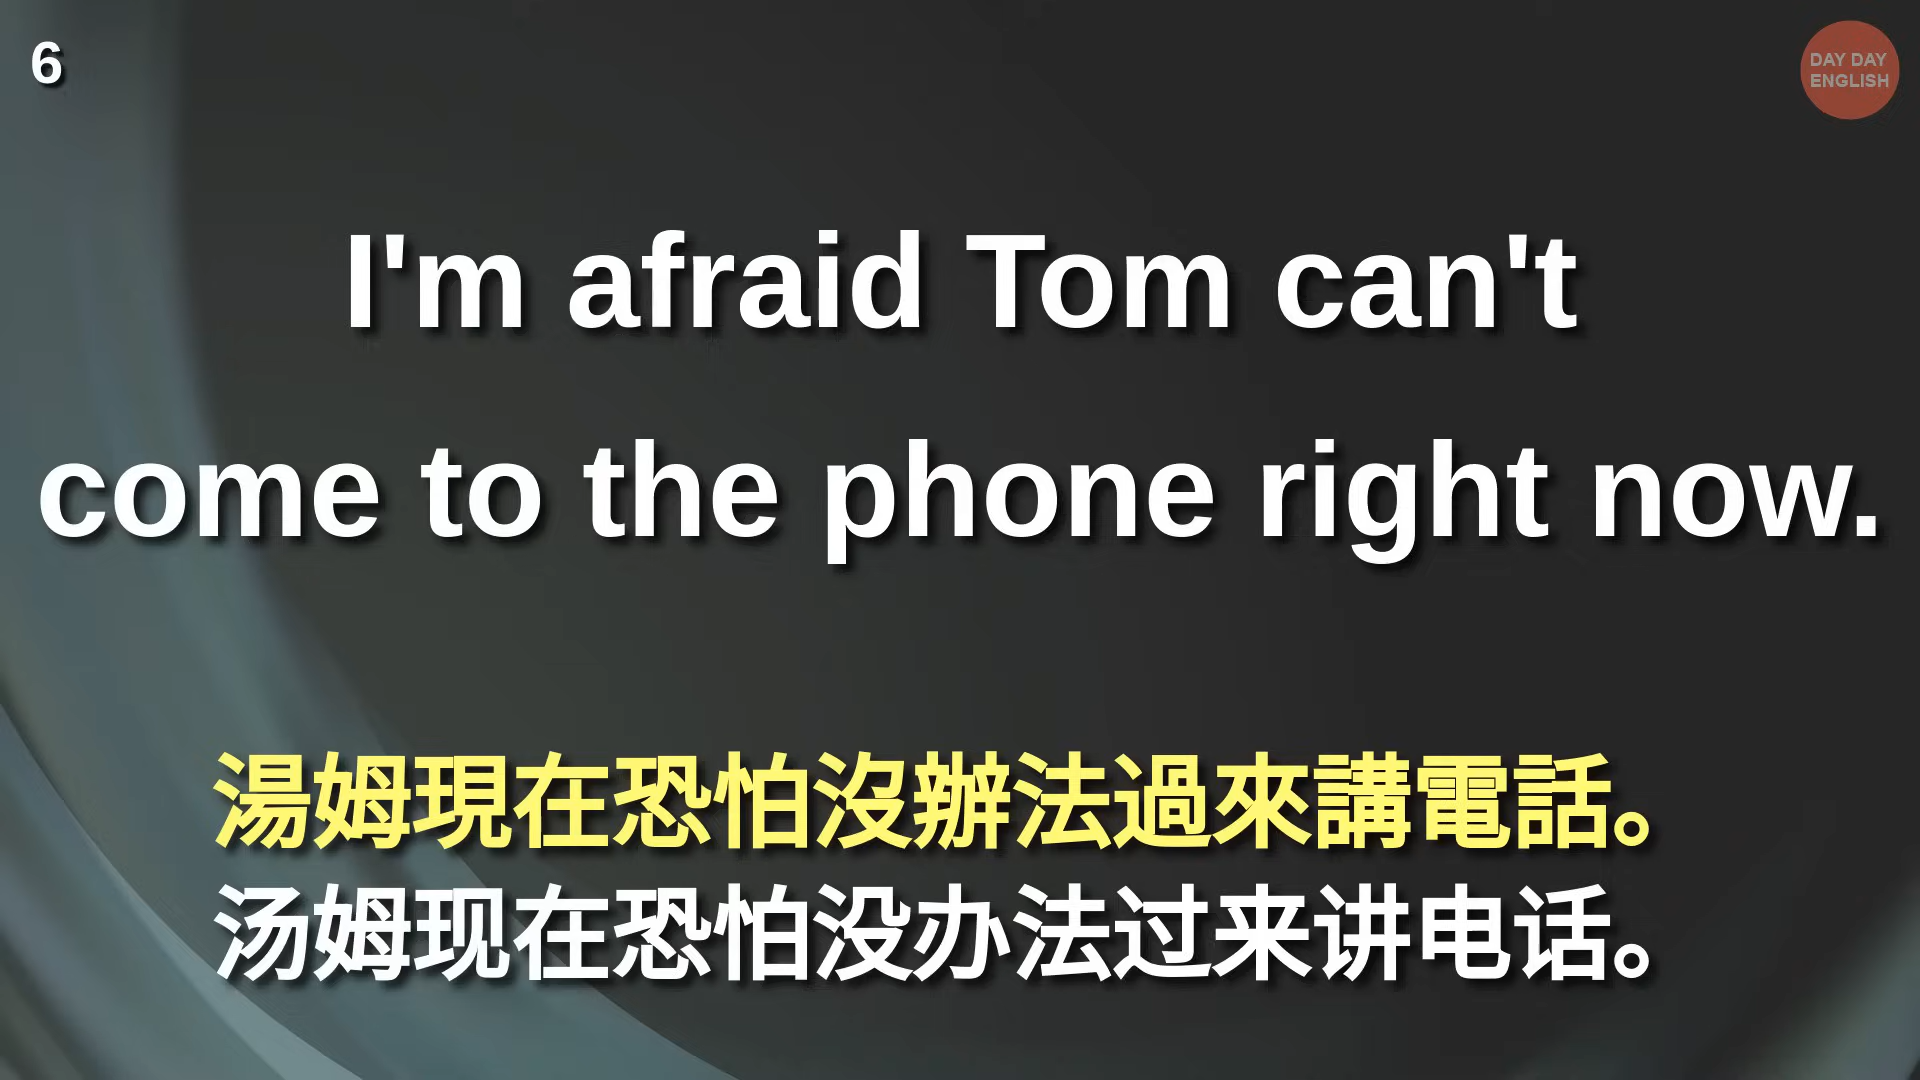 6
DAY DAY
ENGLISH
I'm afraid Tom can't
come to the phone right now.
湯姆現在恐怕沒辦法過來講電話。
汤姆现在恐怕没办法过来讲电话。